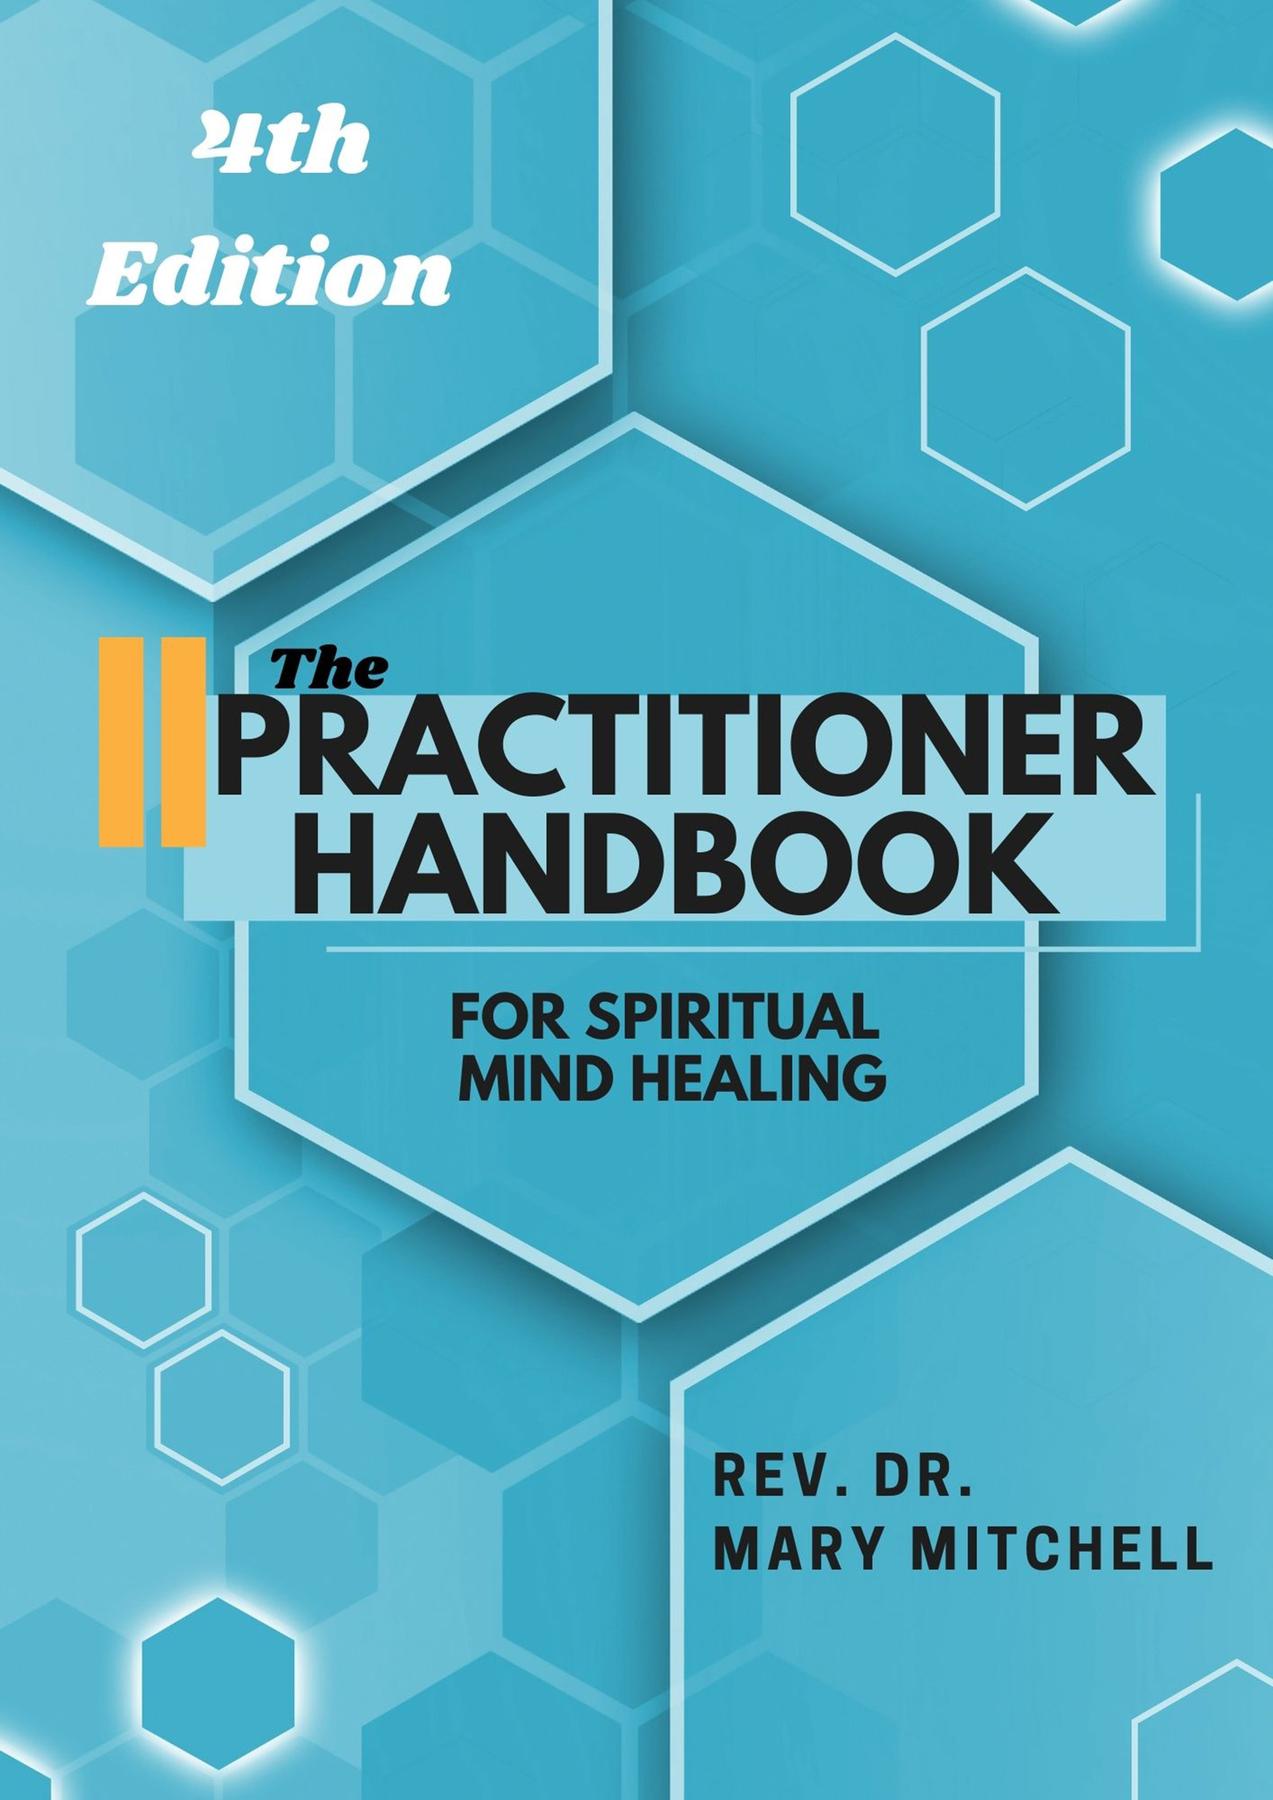 4th
Edition
The
PRACTITIONER
HANDBOOK
FOR SPIRITUAL
MIND HEALING
REV. DR.
MARY MITCHELL